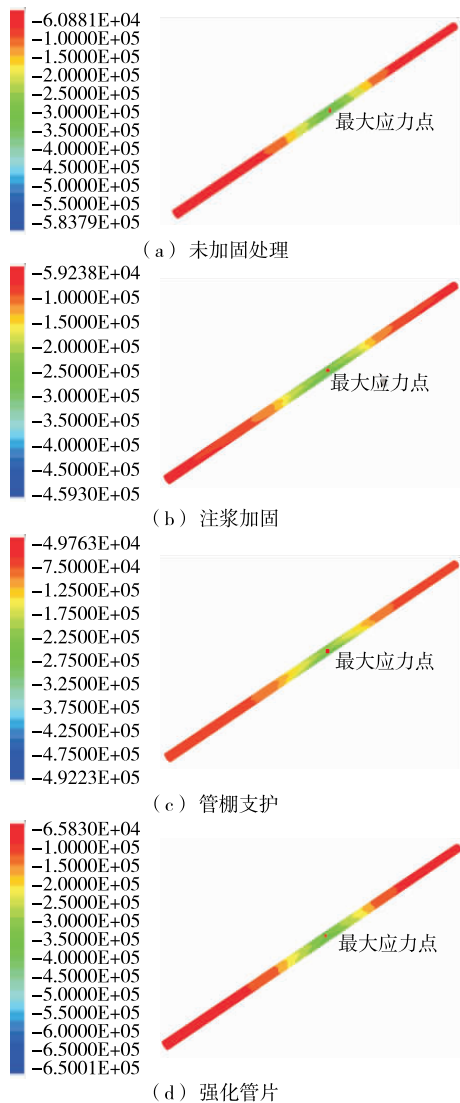 -6.0881E+04
-1.0000E+05
-1.5000E+05
-2.0000E+05
-2.5000E+05
-3.0000E+05
-3.5000E+05
-4.0000E+05
-4.5000E+05
-5.0000E+05
-5.5000E+05
-5.8379E+05
最大应力点
（a）未加固处理
-5.9238E+04
-1.0000E+05
-1.5000E+05
-2.0000E+05
-2.5000E+05
-3.0000E+05
-3.5000E+05
-4.0000E+05
-4.5000E+05
-4.5930E+05
最大应力点
（b）注浆加固
-4.9763E+04
-7.5000E+04
-1.2500E+05
-1.7500E+05
-2.2500E+05
-2.7500E+05
-3.2500E+05
-3.7500E+05
-4.2500E+05
-4.7500E+05
-4.9223E+05
最大应力点
（c）管棚支护
-6.5830E+04
-1.0000E+05
-1.5000E+05
-2.0000E+05
-2.5000E+05
-3.0000E+05
-3.5000E+05
-4.0000E+05
-4.5000E+05
-5.0000E+05
-5.5000E+05
-6.0000E+05
-6.5000E+05
-6.5001E+05
最大应力点
（d）强化管片